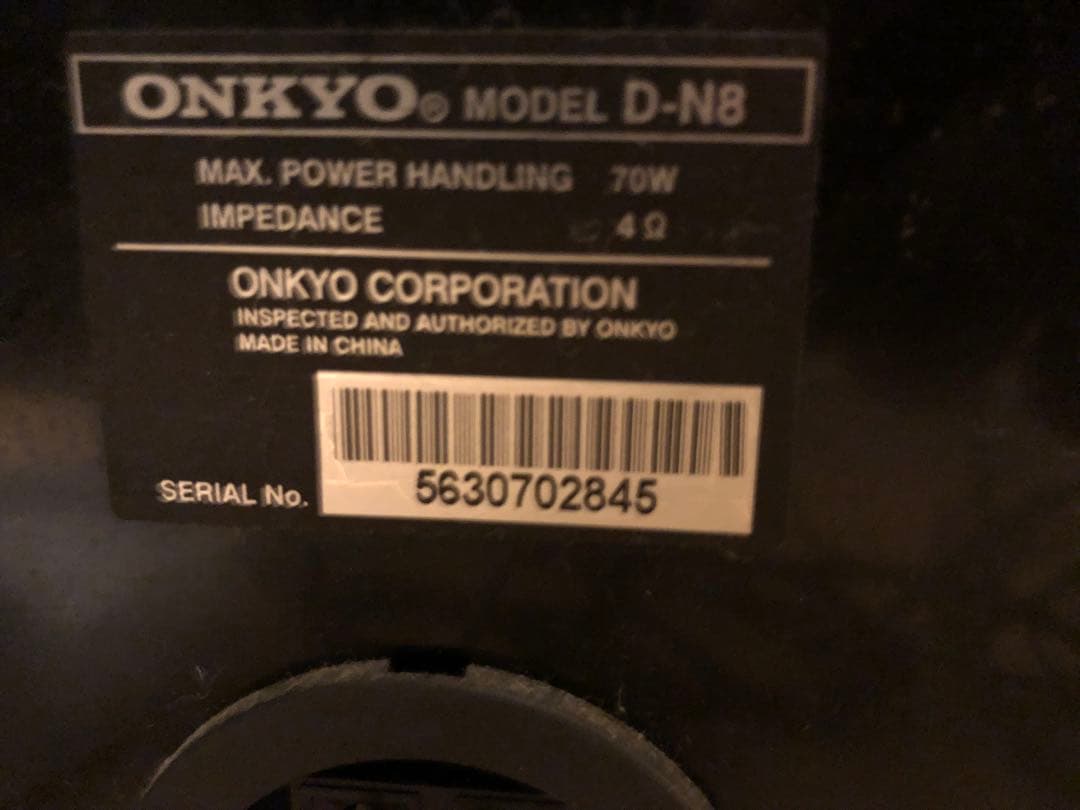 ONKYO® MODEL D-N8
MAX. POWER HANDLING 70W
IMPEDANCE 4Ω
ONKYO CORPORATION
INSPECTED AND AUTHORIZED BY ONKYO
MADE IN CHINA
SERIAL No. 5630702845